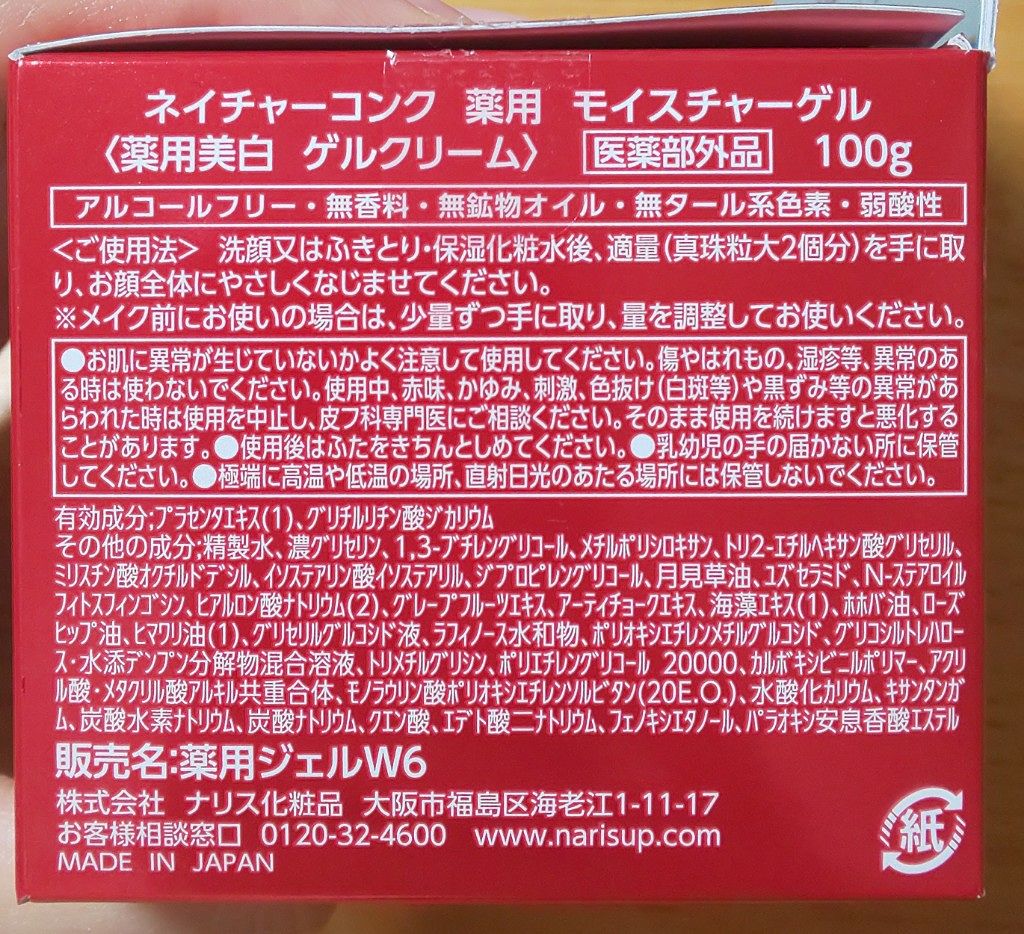 ネイチャーコンク 薬用 モイスチャーゲル
〈薬用美白 ゲルクリーム〉 医薬部外品 100g
アルコールフリー・無香料・無鉱物オイル・無タール系色素・弱酸性
<ご使用法> 洗顔又はふきとり・保湿化粧水後、適量(真珠粒大2個分)を手に取
り、お顔全体にやさしくなじませてください。
※メイク前にお使いの場合は、少量ずつ手に取り、量を調整してお使いください。
●お肌に異常が生じていないかよく注意して使用してください。傷やはれもの、湿疹等、異常のあ
る時は使わないでください。使用中、赤味、かゆみ、刺激、色抜け(白斑等)や黒ずみ等の異常があ
らわれた時は使用を中止し、皮フ科専門医にご相談ください。そのまま使用を続けますと悪化する
ことがあります。●使用後はふたをきちんとしめてください。●乳幼児の手の届かない所に保管
してください。●極端に高温や低温の場所、直射日光のあたる場所には保管しないでください。
有効成分;プラセンタエキス(1)、グリチルリチン酸ジカリウム
その他の成分;精製水、濃グリセリン、1,3-ブチレングリコール、メチルポリシロキサン、トリ2-エチルヘキサン酸グリセリル、
ミリスチン酸オクチルドデシル、イソステアリン酸イソステアリル、ジプロピレングリコール、月見草油、ユズセラミド、N-ステアロイル
フィトスフィンゴシン、ヒアルロン酸ナトリウム(2)、グレープフルーツエキス、アーティチョークエキス、海藻エキス(1)、ホホバ油、ローズ
ヒップ油、ヒマワリ油(1)、グリセリルグルコシド液、ラフィノース水和物、ポリオキシエチレンメチルグルコシド、グリコシルトレハロー
ス・水添デンプン分解物混合溶液、トリメチルグリシン、ポリエチレングリコール 20000、カルボキシビニルポリマー、アクリ
ル酸・メタクリル酸アルキル共重合体、モノラウリン酸ポリオキシエチレンソルビタン(20E.O.)、水酸化カリウム、キサンタンガ
ム、炭酸水素ナトリウム、炭酸ナトリウム、クエン酸、エデト酸二ナトリウム、フェノキシエタノール、パラオキシ安息香酸エステル
販売名:薬用ジェルW6
株式会社 ナリス化粧品 大阪市福島区海老江1-11-17
お客様相談窓口 0120-32-4600 www.narisup.com
MADE IN JAPAN
紙